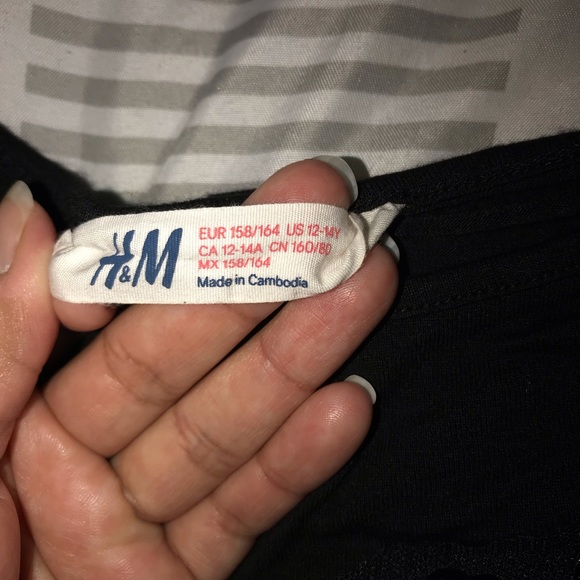 H&M
EUR 158/164 US 12-14Y
CA 12-14A CN 160/80
MX 158/164
Made in Cambodia